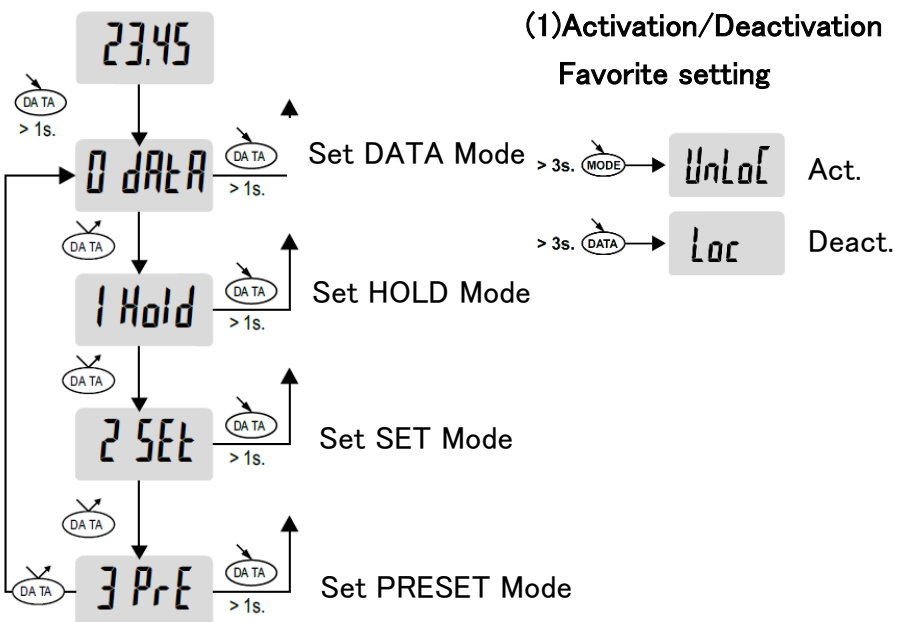 23.45
(1)Activation/Deactivation
Favorite setting
DATA
> 1s.
0 dAtA
DATA
> 1s.
Set DATA Mode
> 3s. MODE
UnLoC
Act.
DATA
> 3s. DATA
Loc
Deact.
1 Hold
DATA
> 1s.
Set HOLD Mode
DATA
2 SEt
DATA
> 1s.
Set SET Mode
DATA
DATA
3 PrE
DATA
> 1s.
Set PRESET Mode